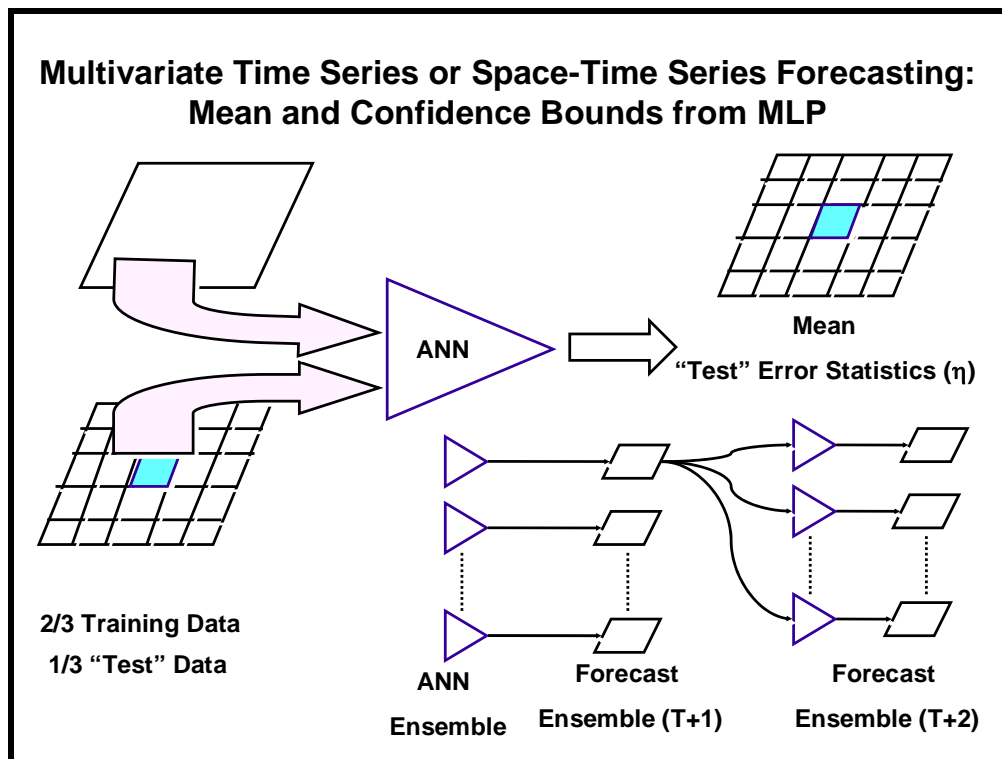 Multivariate Time Series or Space-Time Series Forecasting:
Mean and Confidence Bounds from MLP
ANN
Mean
“Test” Error Statistics (η)
2/3 Training Data
1/3 “Test” Data
ANN
Ensemble
Forecast
Ensemble (T+1)
Forecast
Ensemble (T+2)